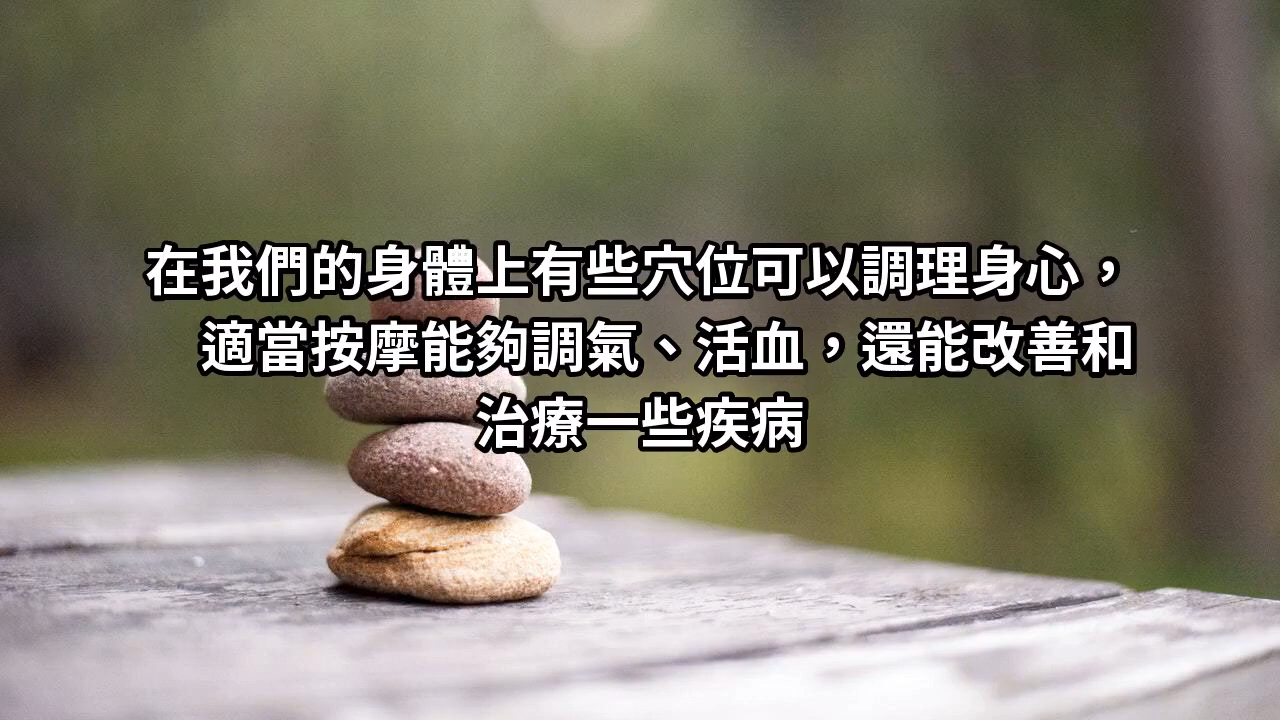 在我們的身體上有些穴位可以調理身心，
適當按摩能夠調氣、活血，還能改善和
治療一些疾病